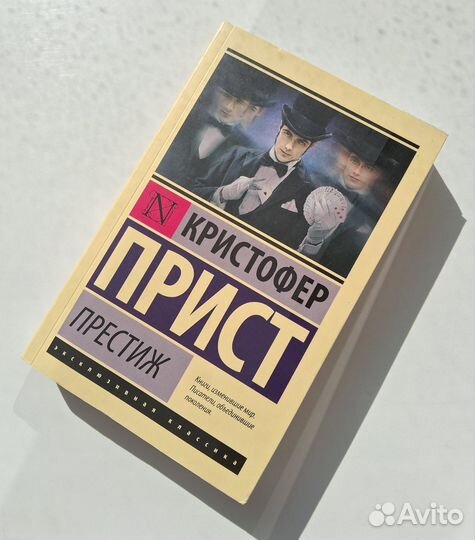 N
КРИСТОФЕР
ПРИСТ
ПРЕСТИЖ
Книги, изменившие мир.
Писатели, объединившие
поколения.
эксклюзивная классика
Avito